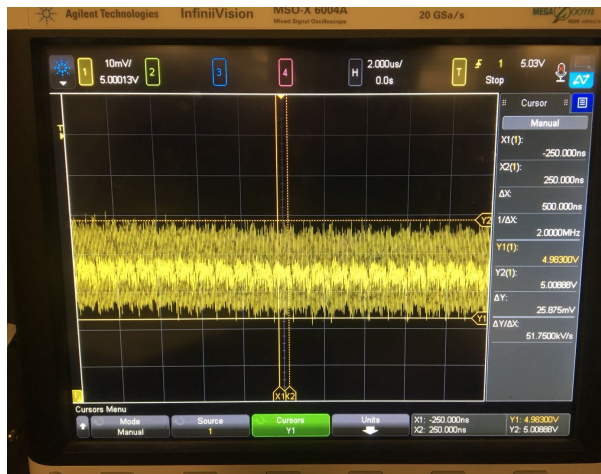 Agilent Technologies InfiniiVision MSO-X 6004A Mixed Signal Oscilloscope 20 GSa/s MEGA Zoom
1 10mV/ 5.00013V 2 3 4 H 2.000us/ 0.0s T 1 5.03V Stop
Cursor
Manual
X1(1):
-250.000ns
X2(1):
250.000ns
ΔX:
500.000ns
1/ΔX:
2.0000MHz
Y1(1):
4.98300V
Y2(1):
5.00888V
ΔY:
25.875mV
ΔY/ΔX:
51.7500kV/s
T
Y2
Y1
X1 X2
Cursors Menu
Mode Manual
Source 1
Cursors Y1
Units
X1: -250.000ns Y1: 4.98300V
X2: 250.000ns Y2: 5.00888V